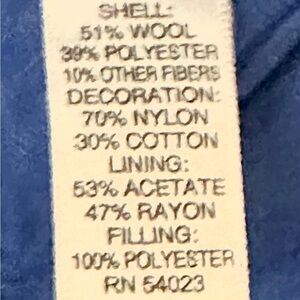 SHELL:
51% WOOL
39% POLYESTER
10% OTHER FIBERS
DECORATION:
70% NYLON
30% COTTON
LINING:
53% ACETATE
47% RAYON
FILLING:
100% POLYESTER
RN 54023